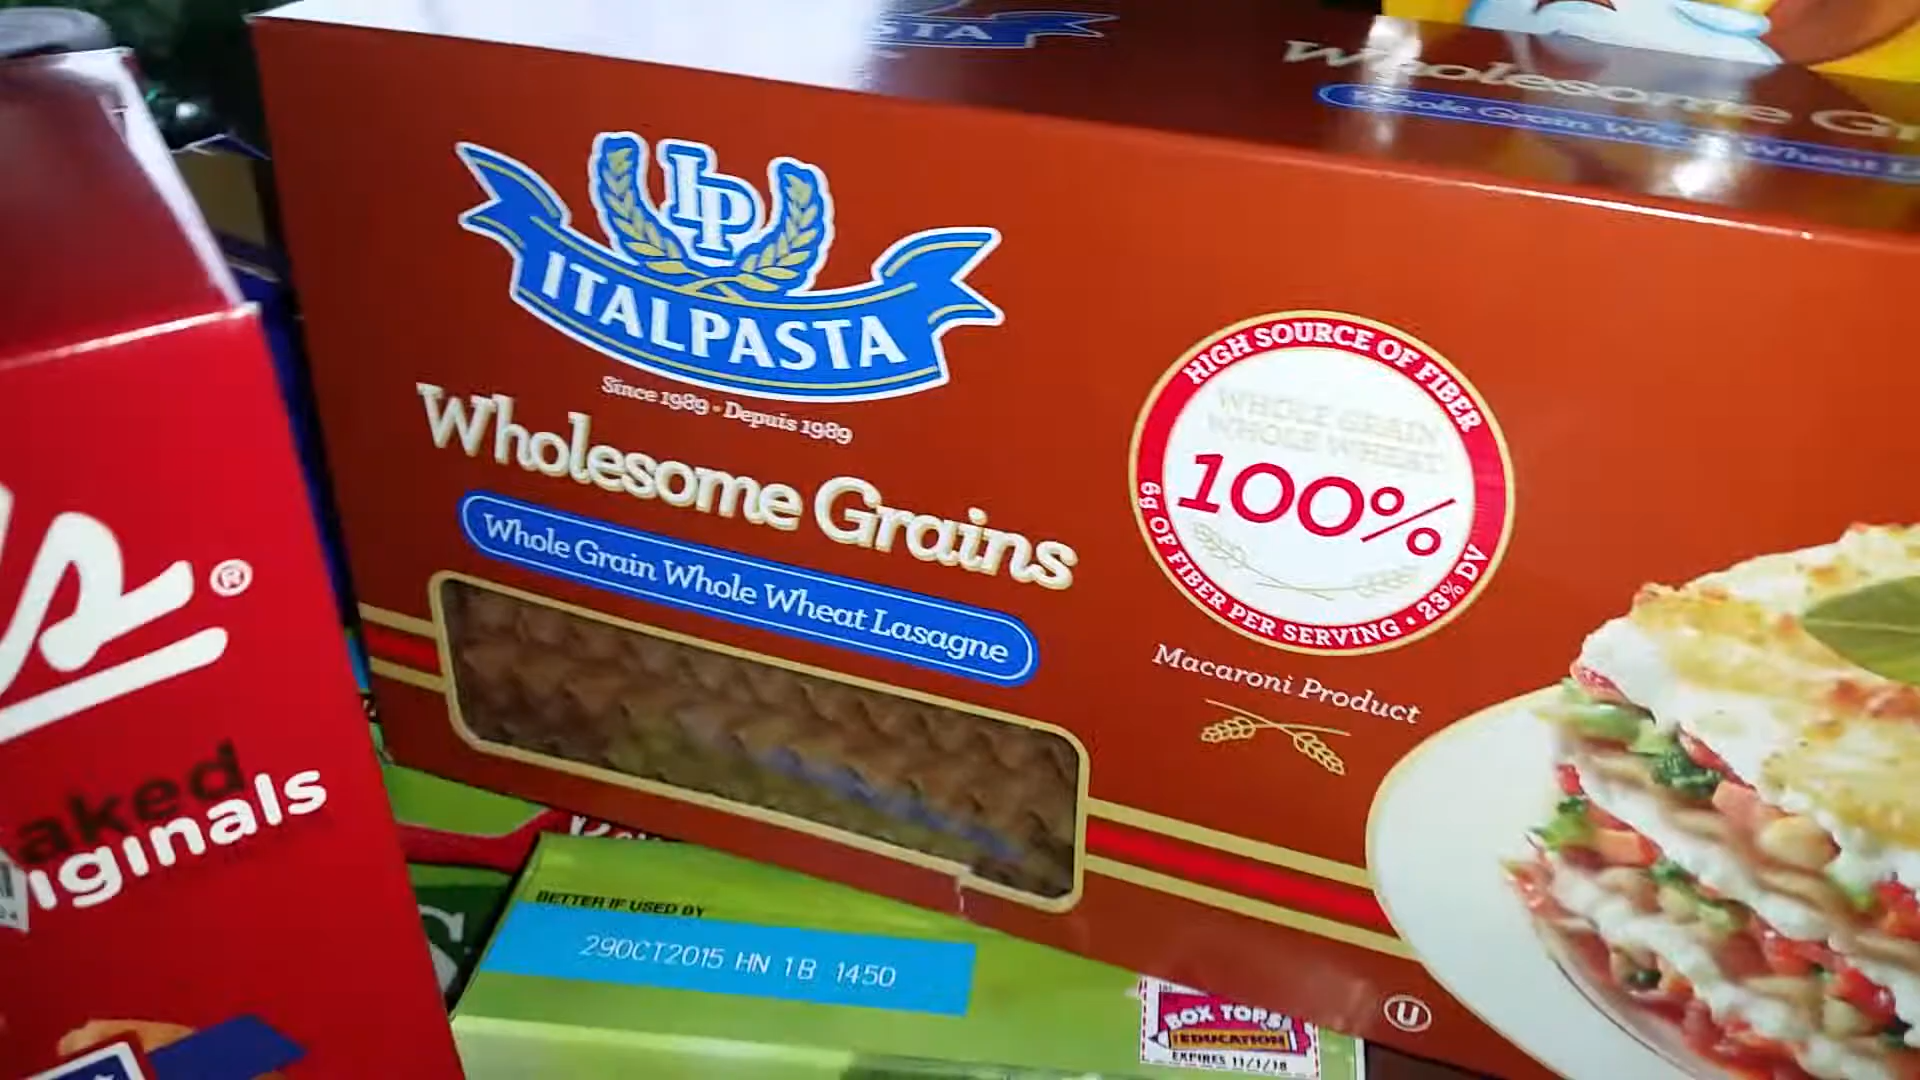 STA
Wholesome Gr
Whole Grain Whole Wheat L
IP
ITALPASTA
Since 1989 • Depuis 1989
Wholesome Grains
Whole Grain Whole Wheat Lasagne
HIGH SOURCE OF FIBER
WHOLE GRAIN
WHOLE WHEAT
100%
6g OF FIBER PER SERVING • 23% DV
Macaroni Product
s®
aked
iginals
BETTER IF USED BY
29OCT2015 HN 1B 1450
BOX TOPS
EDUCATION
EXPIRES 11/1/18
U